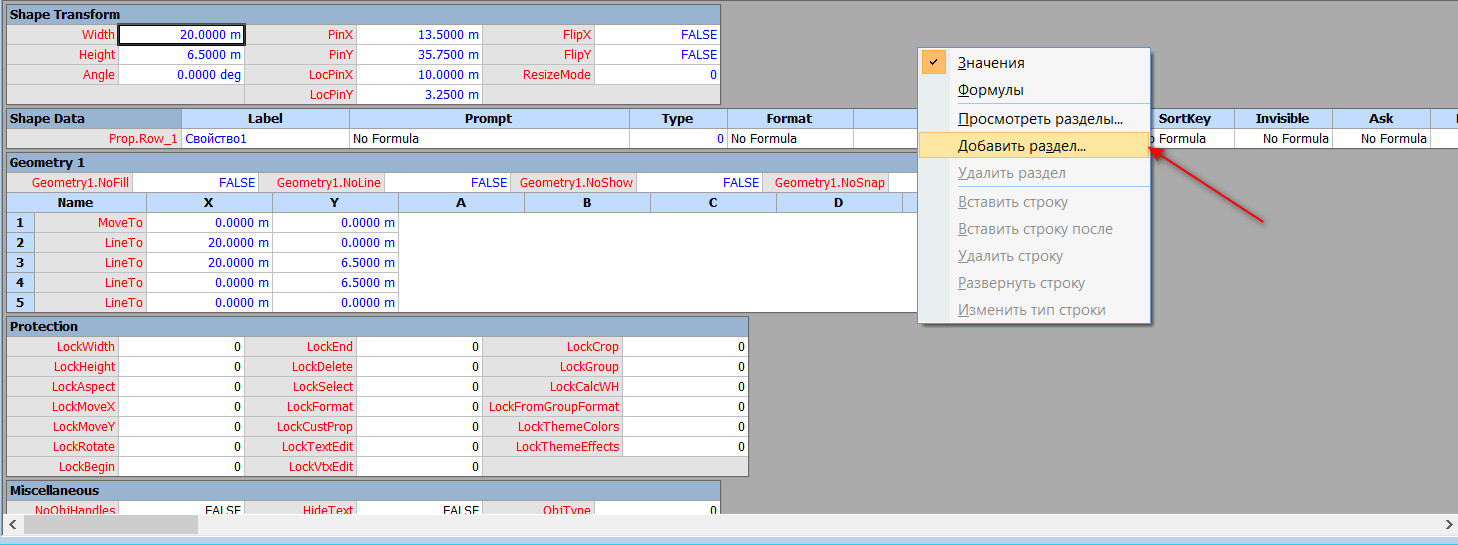 Shape Transform
Width 20.0000 m PinX 13.5000 m FlipX FALSE
Height 6.5000 m PinY 35.7500 m FlipY FALSE
Angle 0.0000 deg LocPinX 10.0000 m ResizeMode 0
LocPinY 3.2500 m
Shape Data Label Prompt Type Format SortKey Invisible Ask
Prop.Row_1 Свойство1 No Formula 0 No Formula No Formula No Formula No Formula
Geometry 1
Geometry1.NoFill FALSE Geometry1.NoLine FALSE Geometry1.NoShow FALSE Geometry1.NoSnap
Name X Y A B C D
1 MoveTo 0.0000 m 0.0000 m
2 LineTo 20.0000 m 0.0000 m
3 LineTo 20.0000 m 6.5000 m
4 LineTo 0.0000 m 6.5000 m
5 LineTo 0.0000 m 0.0000 m
Значения
Формулы
Просмотреть разделы...
Добавить раздел...
Удалить раздел
Вставить строку
Вставить строку после
Удалить строку
Развернуть строку
Изменить тип строки
Protection
LockWidth 0 LockEnd 0 LockCrop 0
LockHeight 0 LockDelete 0 LockGroup 0
LockAspect 0 LockSelect 0 LockCalcWH 0
LockMoveX 0 LockFormat 0 LockFromGroupFormat 0
LockMoveY 0 LockCustProp 0 LockThemeColors 0
LockRotate 0 LockTextEdit 0 LockThemeEffects 0
LockBegin 0 LockVtxEdit 0
Miscellaneous
NoObjHandles FALSE HideText FALSE ObjType 0